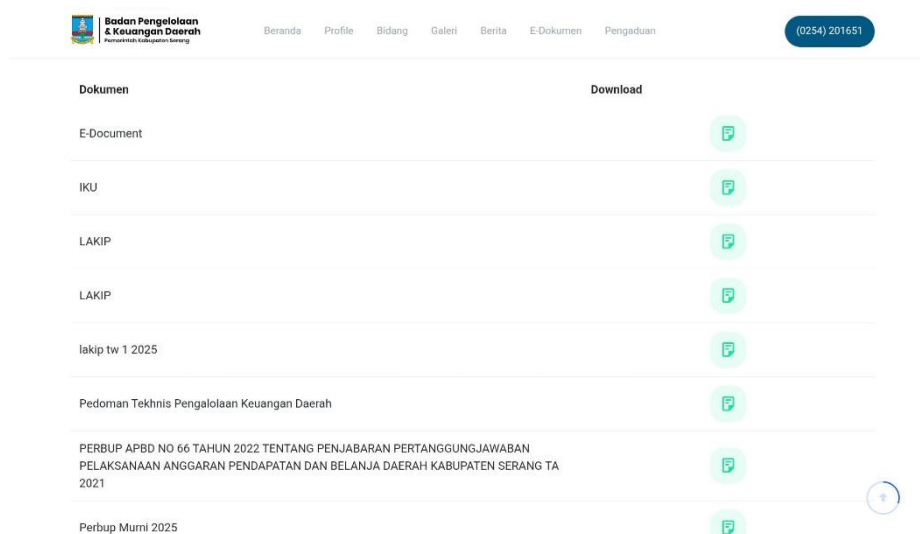 Badan Pengelolaan
& Keuangan Daerah
Pemerintah Kabupaten Serang
Beranda Profile Bidang Galeri Berita E-Dokumen Pengaduan
(0254) 201651
Dokumen Download
E-Document
IKU
LAKIP
LAKIP
lakip tw 1 2025
Pedoman Tekhnis Pengalolaan Keuangan Daerah
PERBUP APBD NO 66 TAHUN 2022 TENTANG PENJABARAN PERTANGGUNGJAWABAN
PELAKSANAAN ANGGARAN PENDAPATAN DAN BELANJA DAERAH KABUPATEN SERANG TA
2021
Perbup Murni 2025